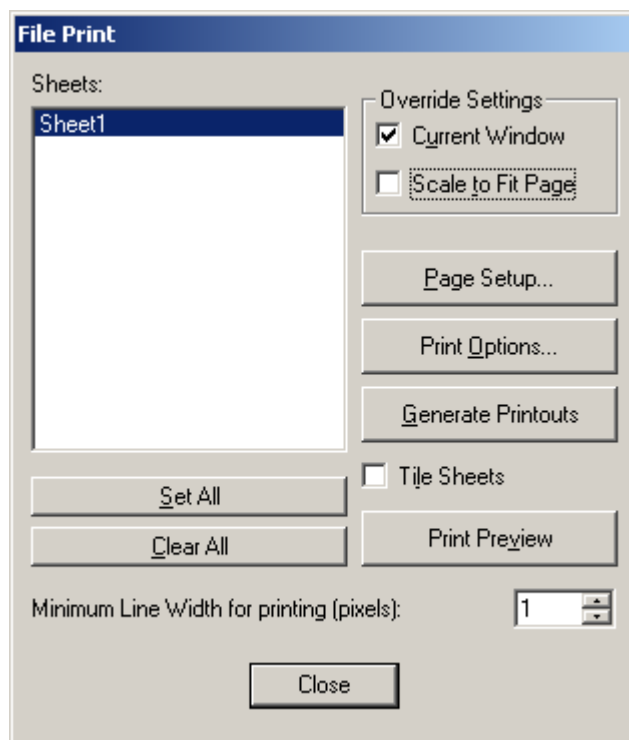 File Print
Sheets:
Sheet1
Override Settings
Current Window
Scale to Fit Page
Page Setup...
Print Options...
Generate Printouts
Tile Sheets
Set All
Clear All
Print Preview
Minimum Line Width for printing (pixels):
1
Close